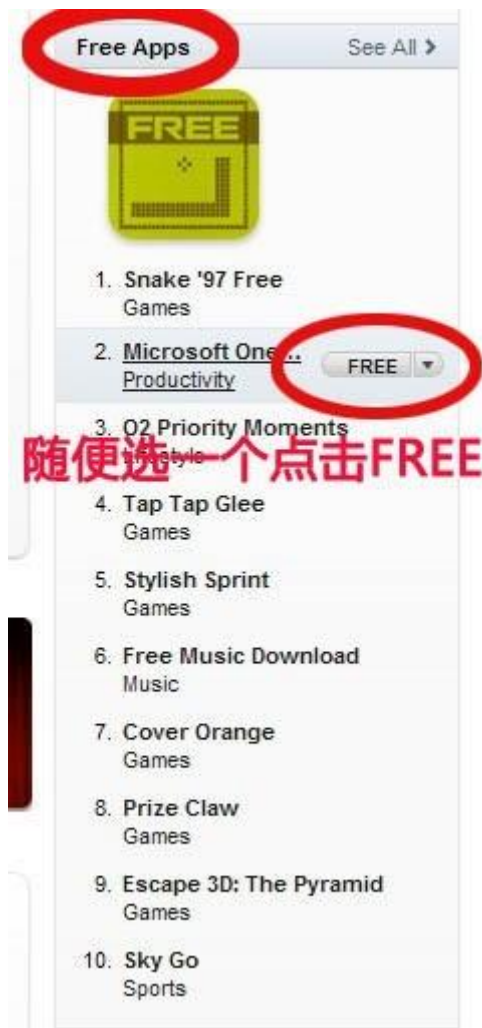 Free Apps
See All >
FREE
1. Snake '97 Free
Games
2. Microsoft One...
Productivity
FREE
3. O2 Priority Moments
Lifestyle
随便选一个点击FREE
4. Tap Tap Glee
Games
5. Stylish Sprint
Games
6. Free Music Download
Music
7. Cover Orange
Games
8. Prize Claw
Games
9. Escape 3D: The Pyramid
Games
10. Sky Go
Sports